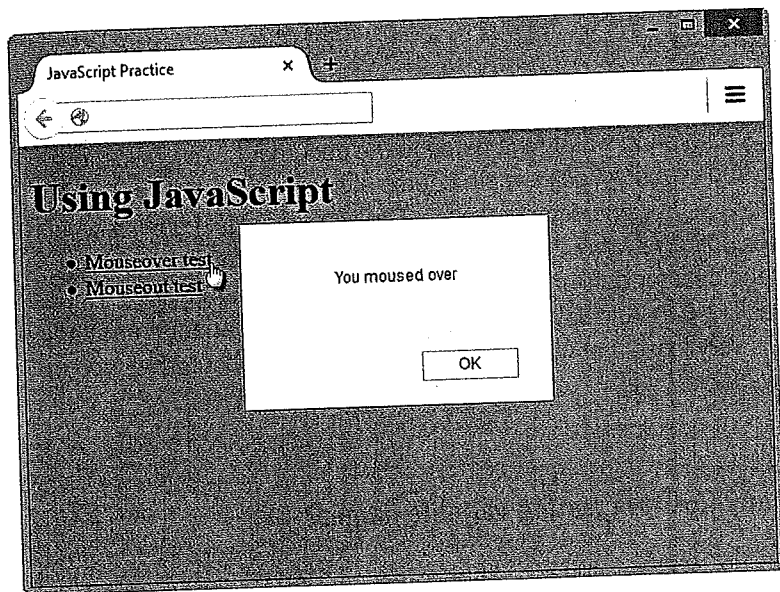 JavaScript Practice
Using JavaScript
Mouseover test
Mouseout test
You moused over
OK